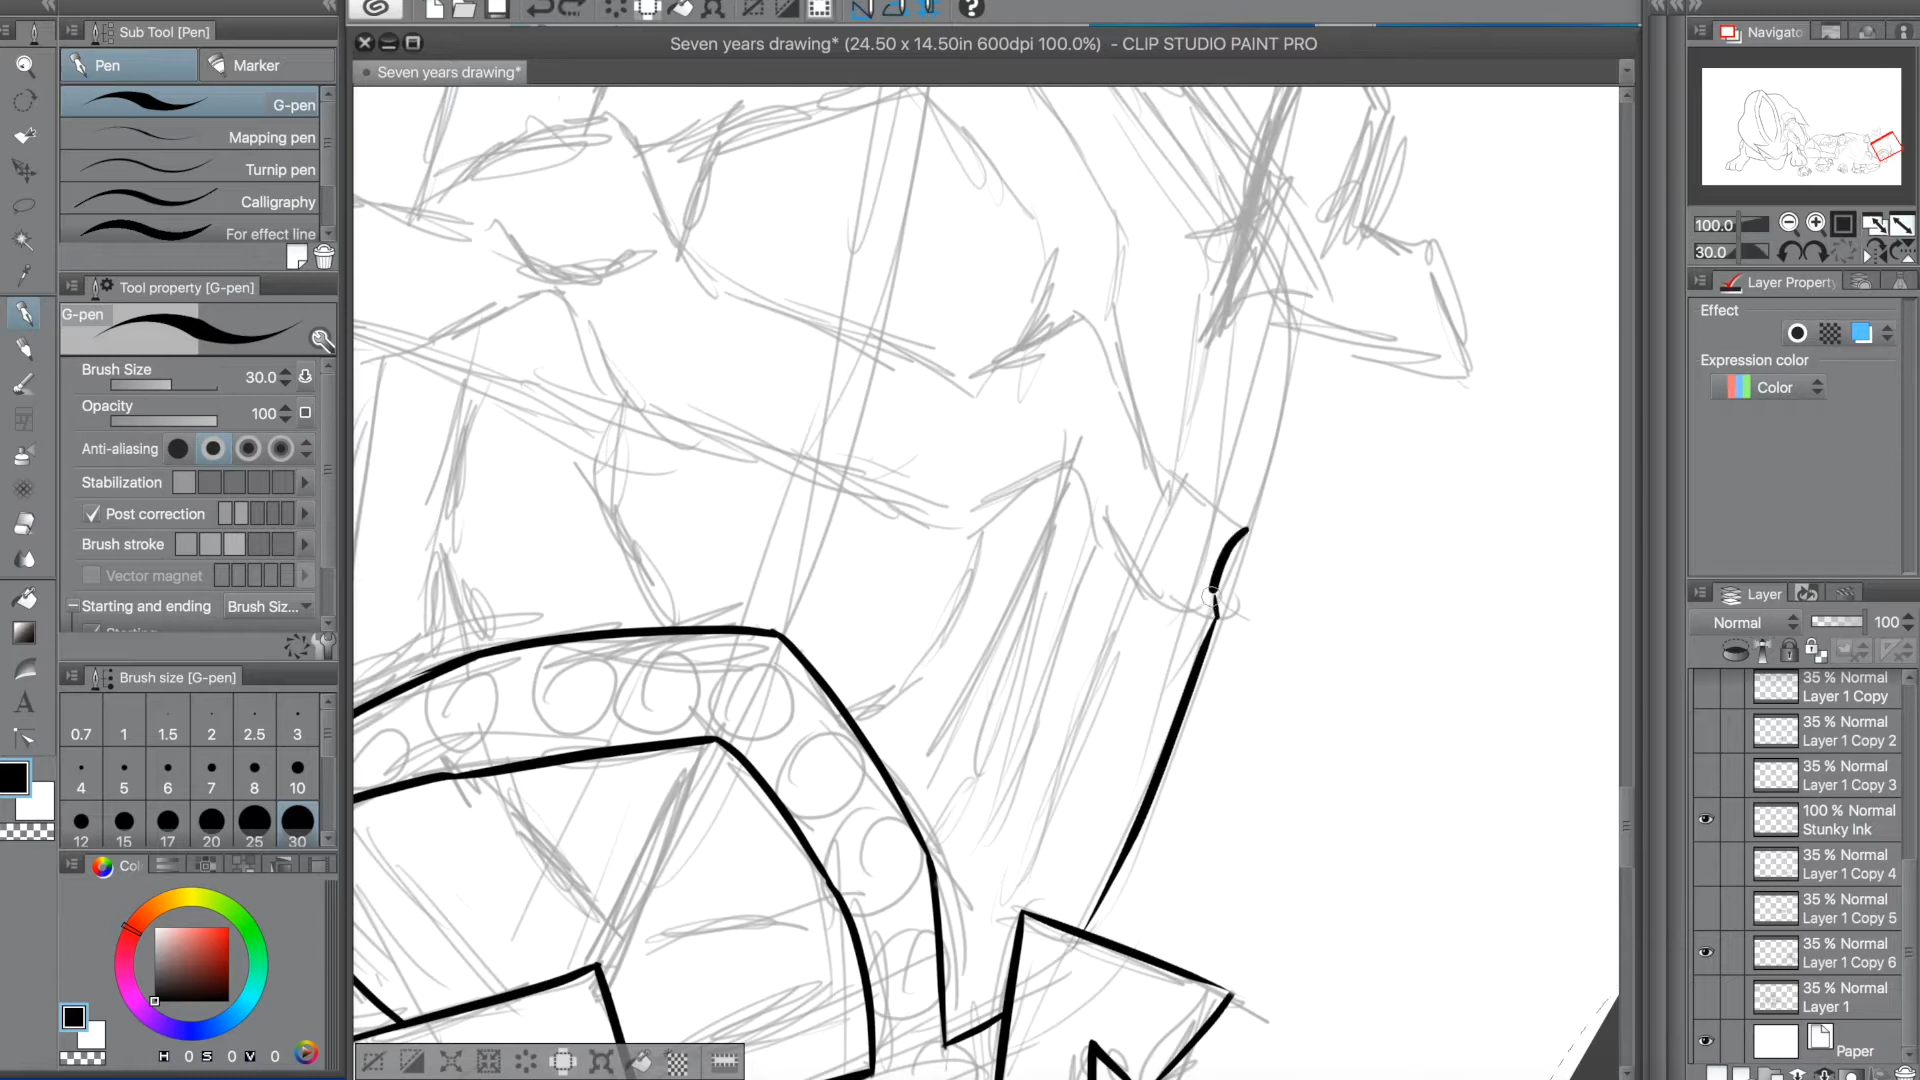 Sub Tool [Pen]
Pen
Marker
G-pen
Mapping pen
Turnip pen
Calligraphy
For effect line
Tool property [G-pen]
G-pen
Brush Size
30.0
Opacity
100
Anti-aliasing
Stabilization
Post correction
Brush stroke
Vector magnet
Starting and ending
Brush Siz...
Brush size [G-pen]
0.7 1 1.5 2 2.5 3
4 5 6 7 8 10
12 15 17 20 25 30
Col
H 0 S 0 V 0
Seven years drawing* (24.50 x 14.50in 600dpi 100.0%) - CLIP STUDIO PAINT PRO
Seven years drawing*
Navigato
100.0
30.0
Layer Property
Effect
Expression color
Color
Layer
Normal
100
35 % Normal
Layer 1 Copy
35 % Normal
Layer 1 Copy 2
35 % Normal
Layer 1 Copy 3
100 % Normal
Stunky Ink
35 % Normal
Layer 1 Copy 4
35 % Normal
Layer 1 Copy 5
35 % Normal
Layer 1 Copy 6
35 % Normal
Layer 1
Paper